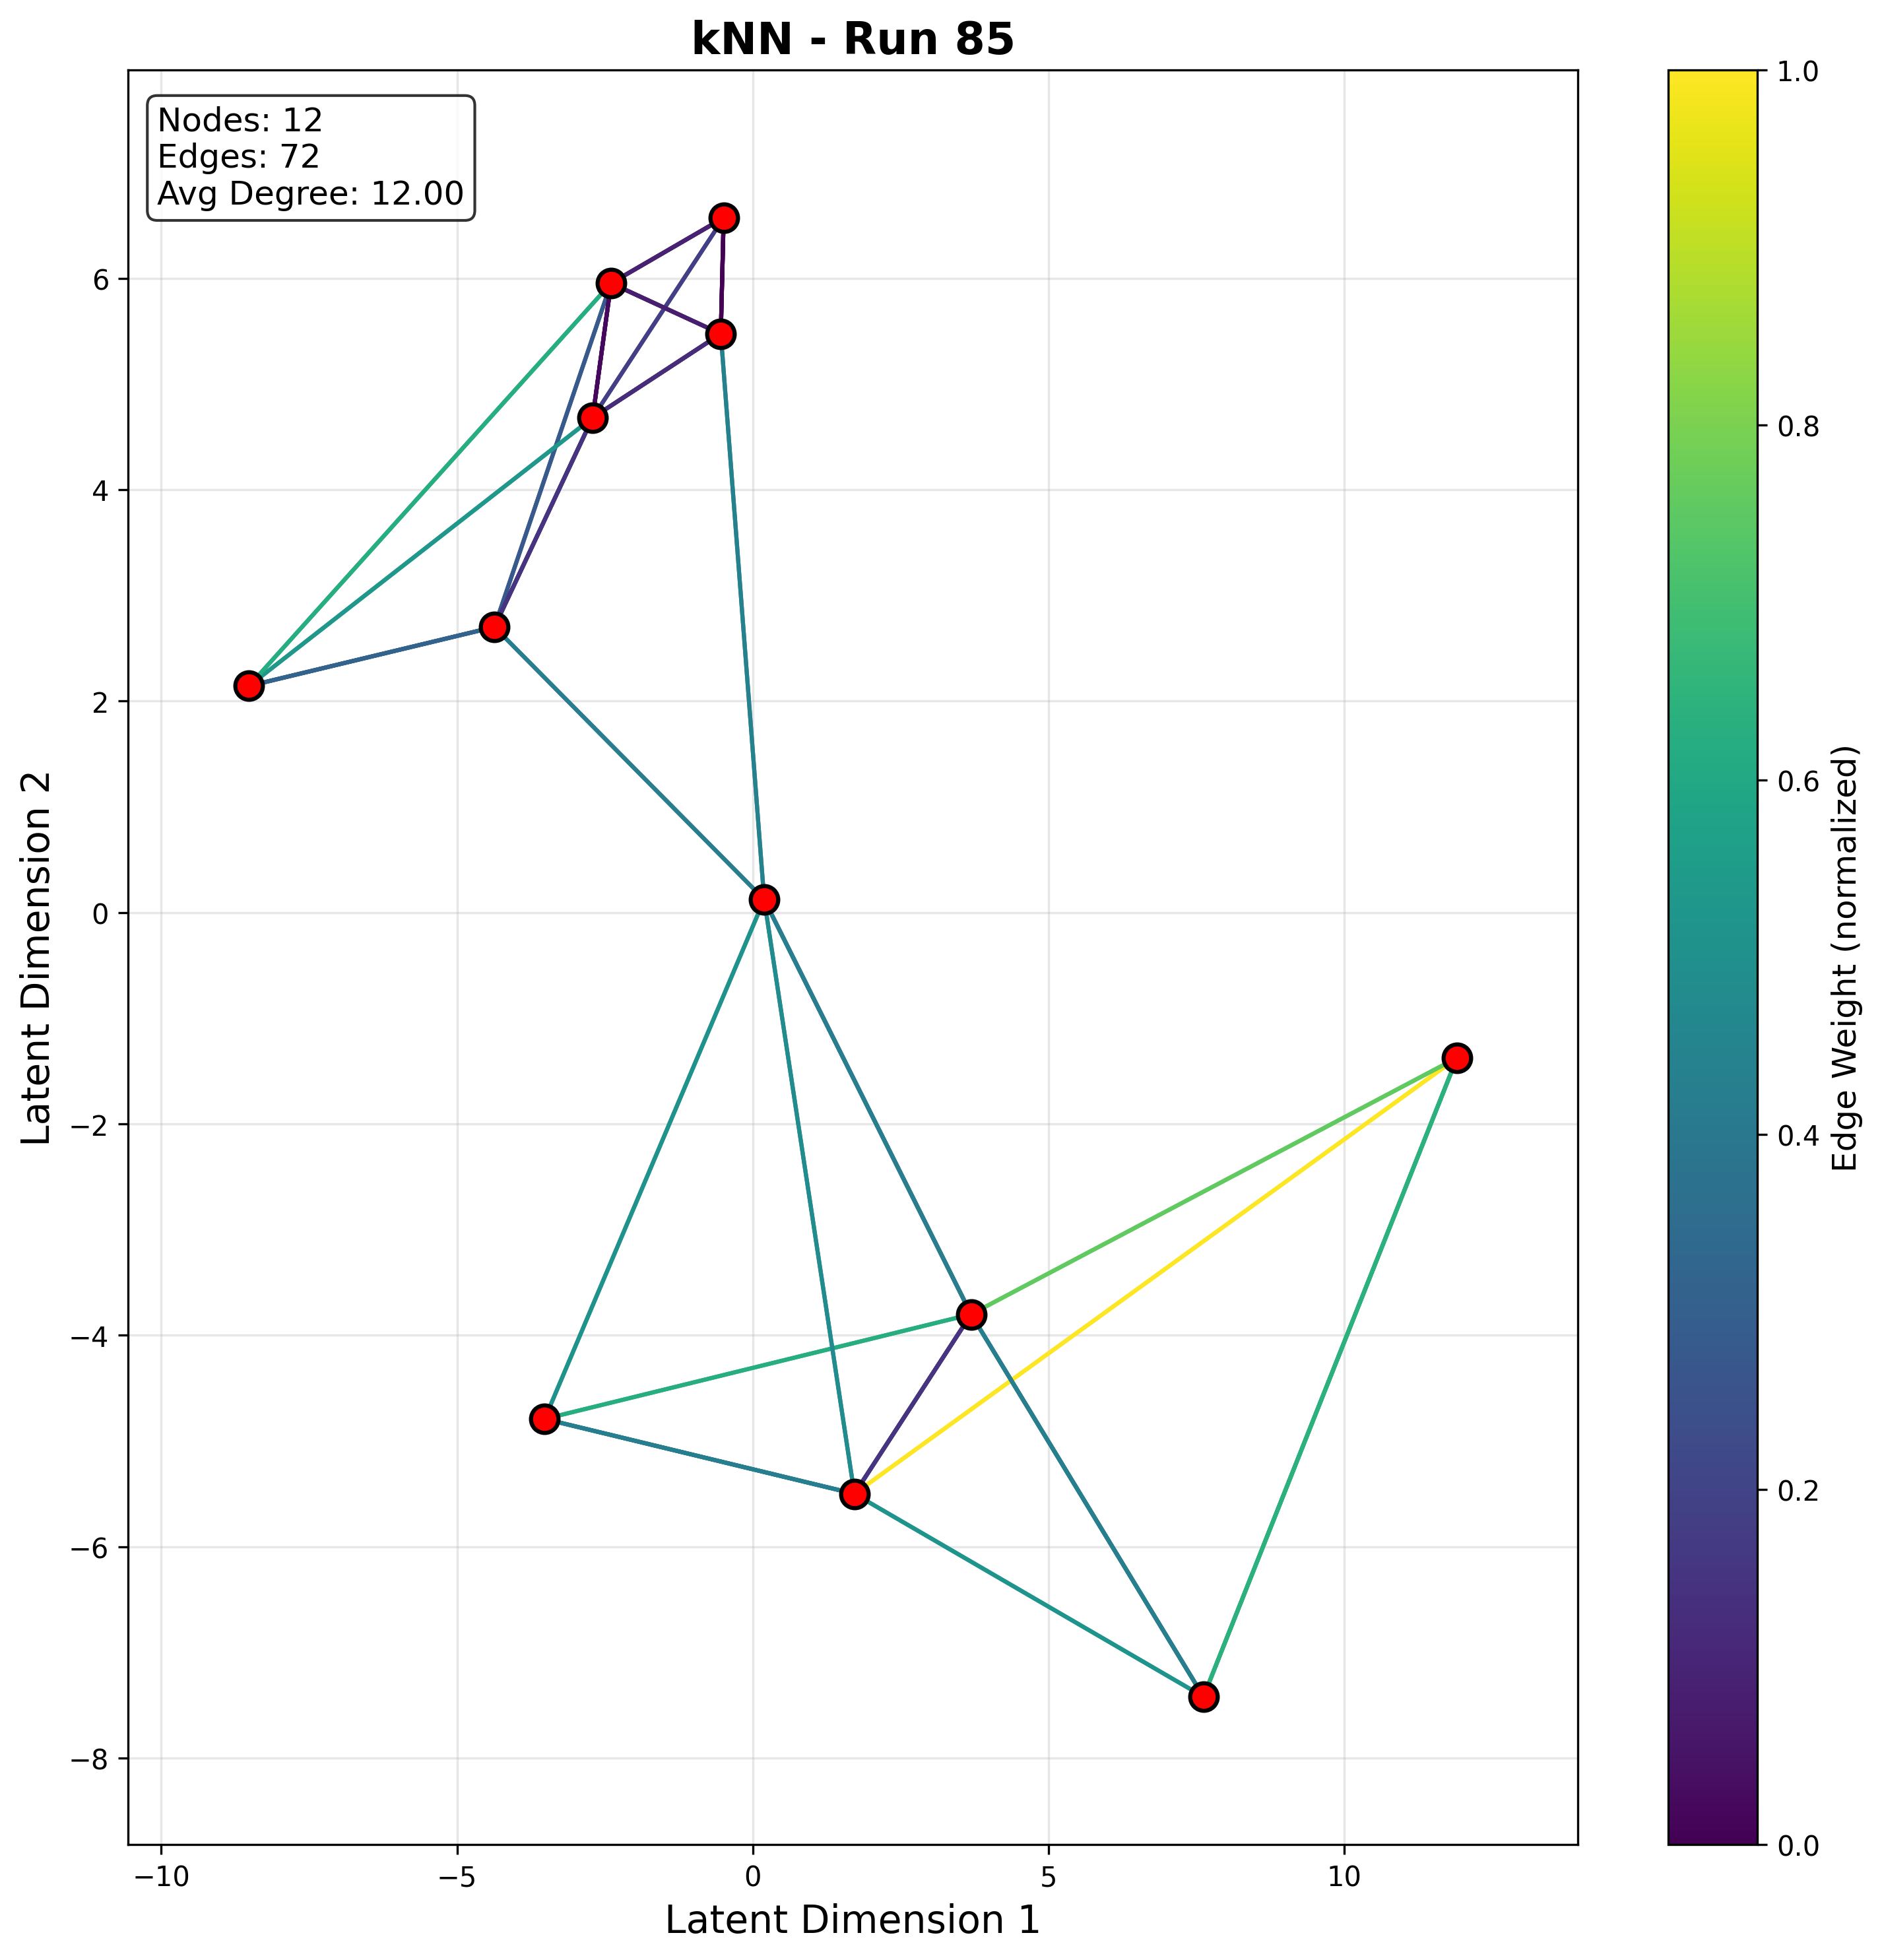 kNN - Run 85
Nodes: 12
Edges: 72
Avg Degree: 12.00
6
4
2
0
−2
−4
−6
−8
Latent Dimension 2
−10
−5
0
5
10
Latent Dimension 1
1.0
0.8
0.6
0.4
0.2
0.0
Edge Weight (normalized)